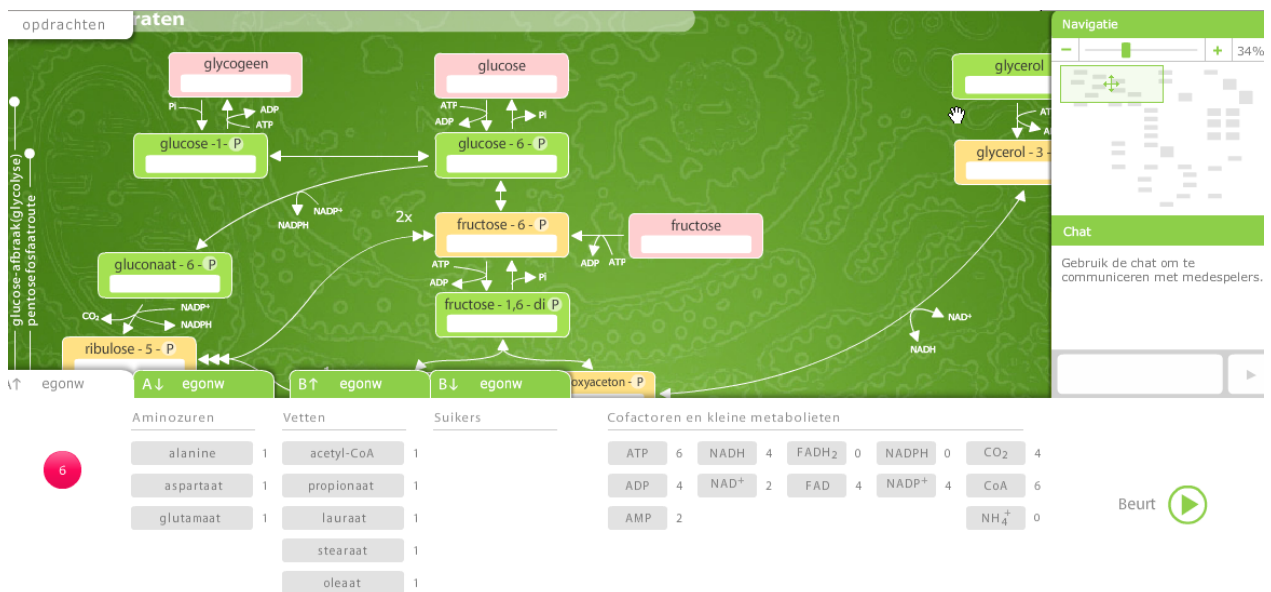 opdrachten
raten
Navigatie
34%
glycogeen
glucose
glycerol
Pi
ADP
ATP
ATP
ADP
Pi
glucose -1- P
glucose - 6 - P
glycerol - 3 -
glucose-afbraak(glycolyse)
pentosefosfaatroute
NADP+
NADPH
2x
fructose - 6 - P
fructose
ADP
ATP
gluconaat - 6 - P
ATP
ADP
Pi
Chat
Gebruik de chat om te
communiceren met medespelers.
fructose - 1,6 - di P
NADP+
CO₂
NADPH
NAD+
NADH
ribulose - 5 - P
oxyaceton - P
A↑ egonw
A↓ egonw
B↑ egonw
B↓ egonw
Aminozuren
Vetten
Suikers
Cofactoren en kleine metabolieten
6
alanine 1
aspartaat 1
glutamaat 1
acetyl-CoA 1
propionaat 1
lauraat 1
stearaat 1
oleaat 1
ATP 6 NADH 4 FADH₂ 0 NADPH 0 CO₂ 4
ADP 4 NAD⁺ 2 FAD 4 NADP⁺ 4 CoA 6
AMP 2 NH₄⁺ 0
Beurt